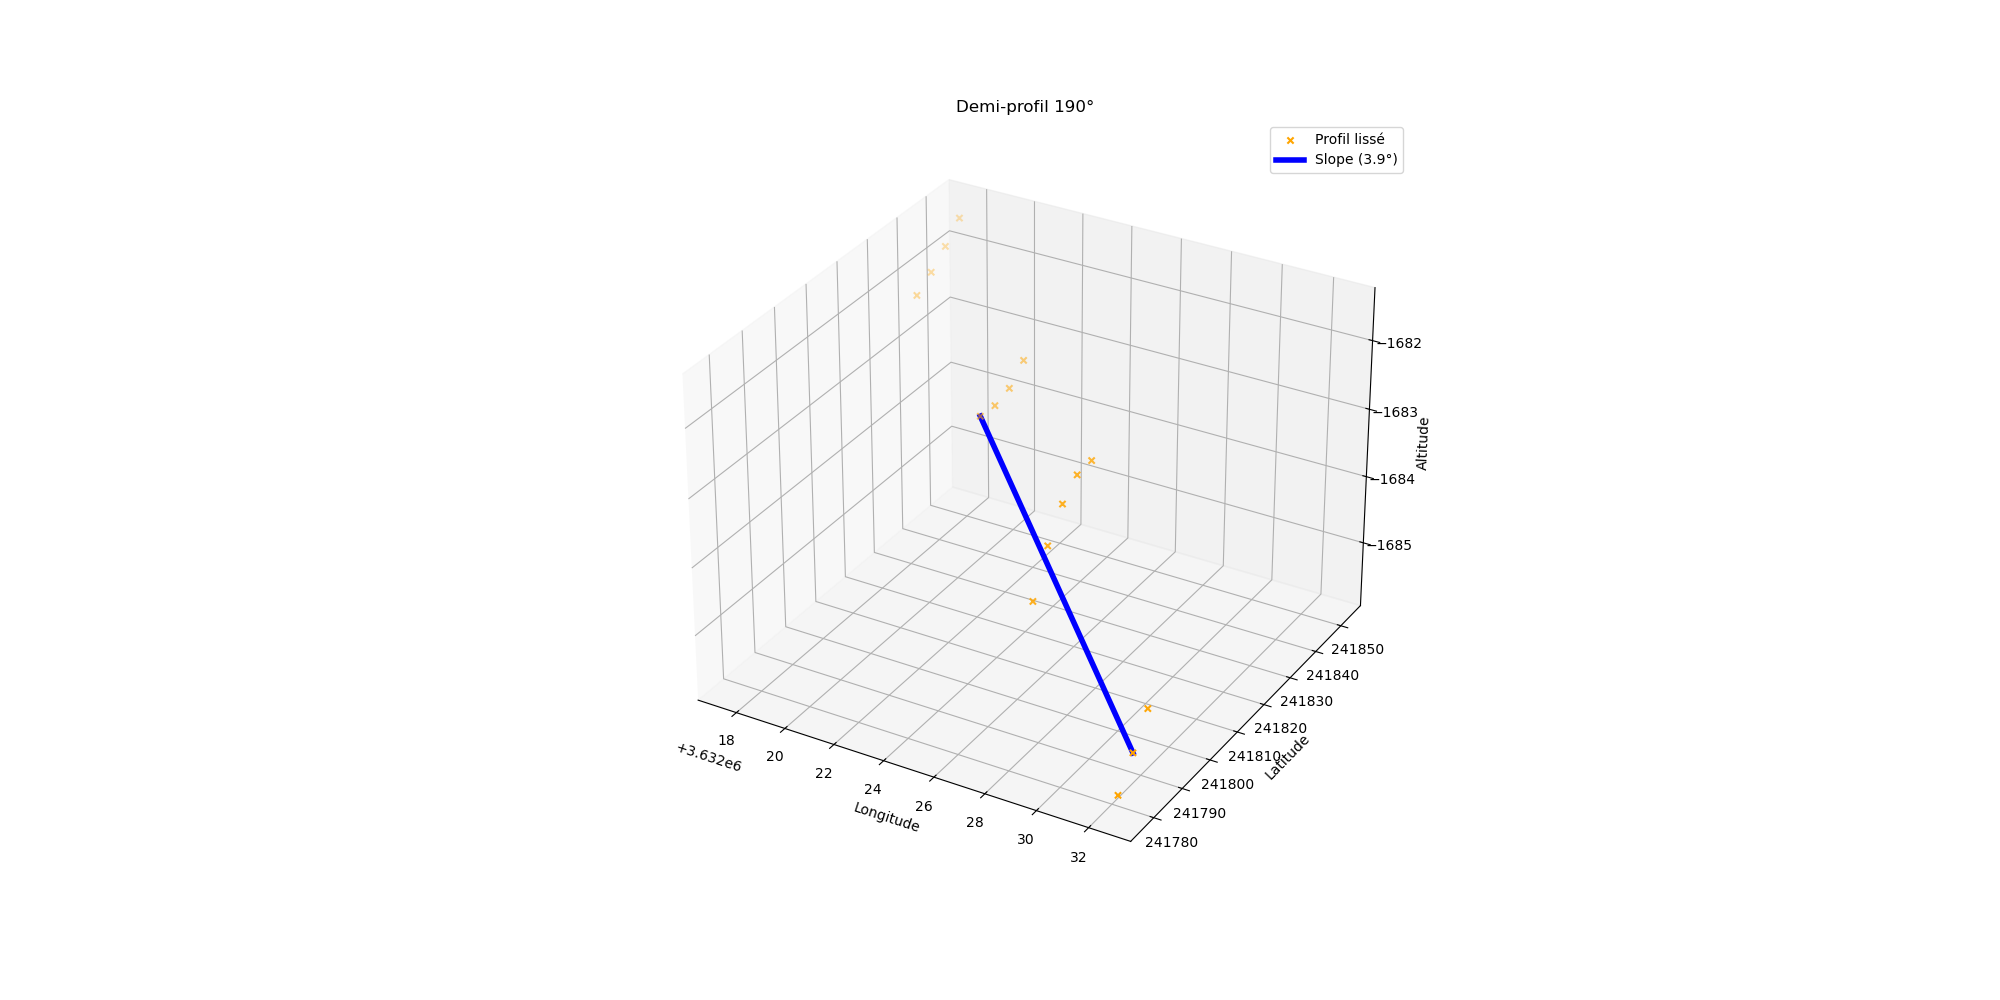 Demi-profil 190°
Profil lissé
Slope (3.9°)
−1682
−1683
−1684
−1685
Altitude
241850
241840
241830
241820
241810
241800
241790
241780
Latitude
18
20
22
24
26
28
30
32
+3.632e6
Longitude